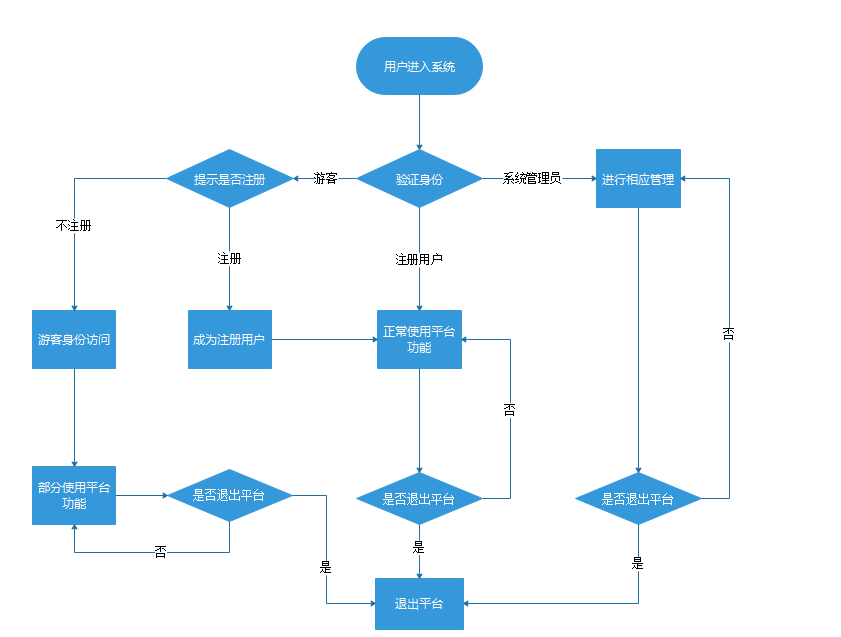 用户进入系统
提示是否注册
游客
验证身份
系统管理员
进行相应管理
不注册
注册
注册用户
游客身份访问
成为注册用户
正常使用平台
功能
否
否
部分使用平台
功能
是否退出平台
是否退出平台
是否退出平台
否
是
是
是
退出平台